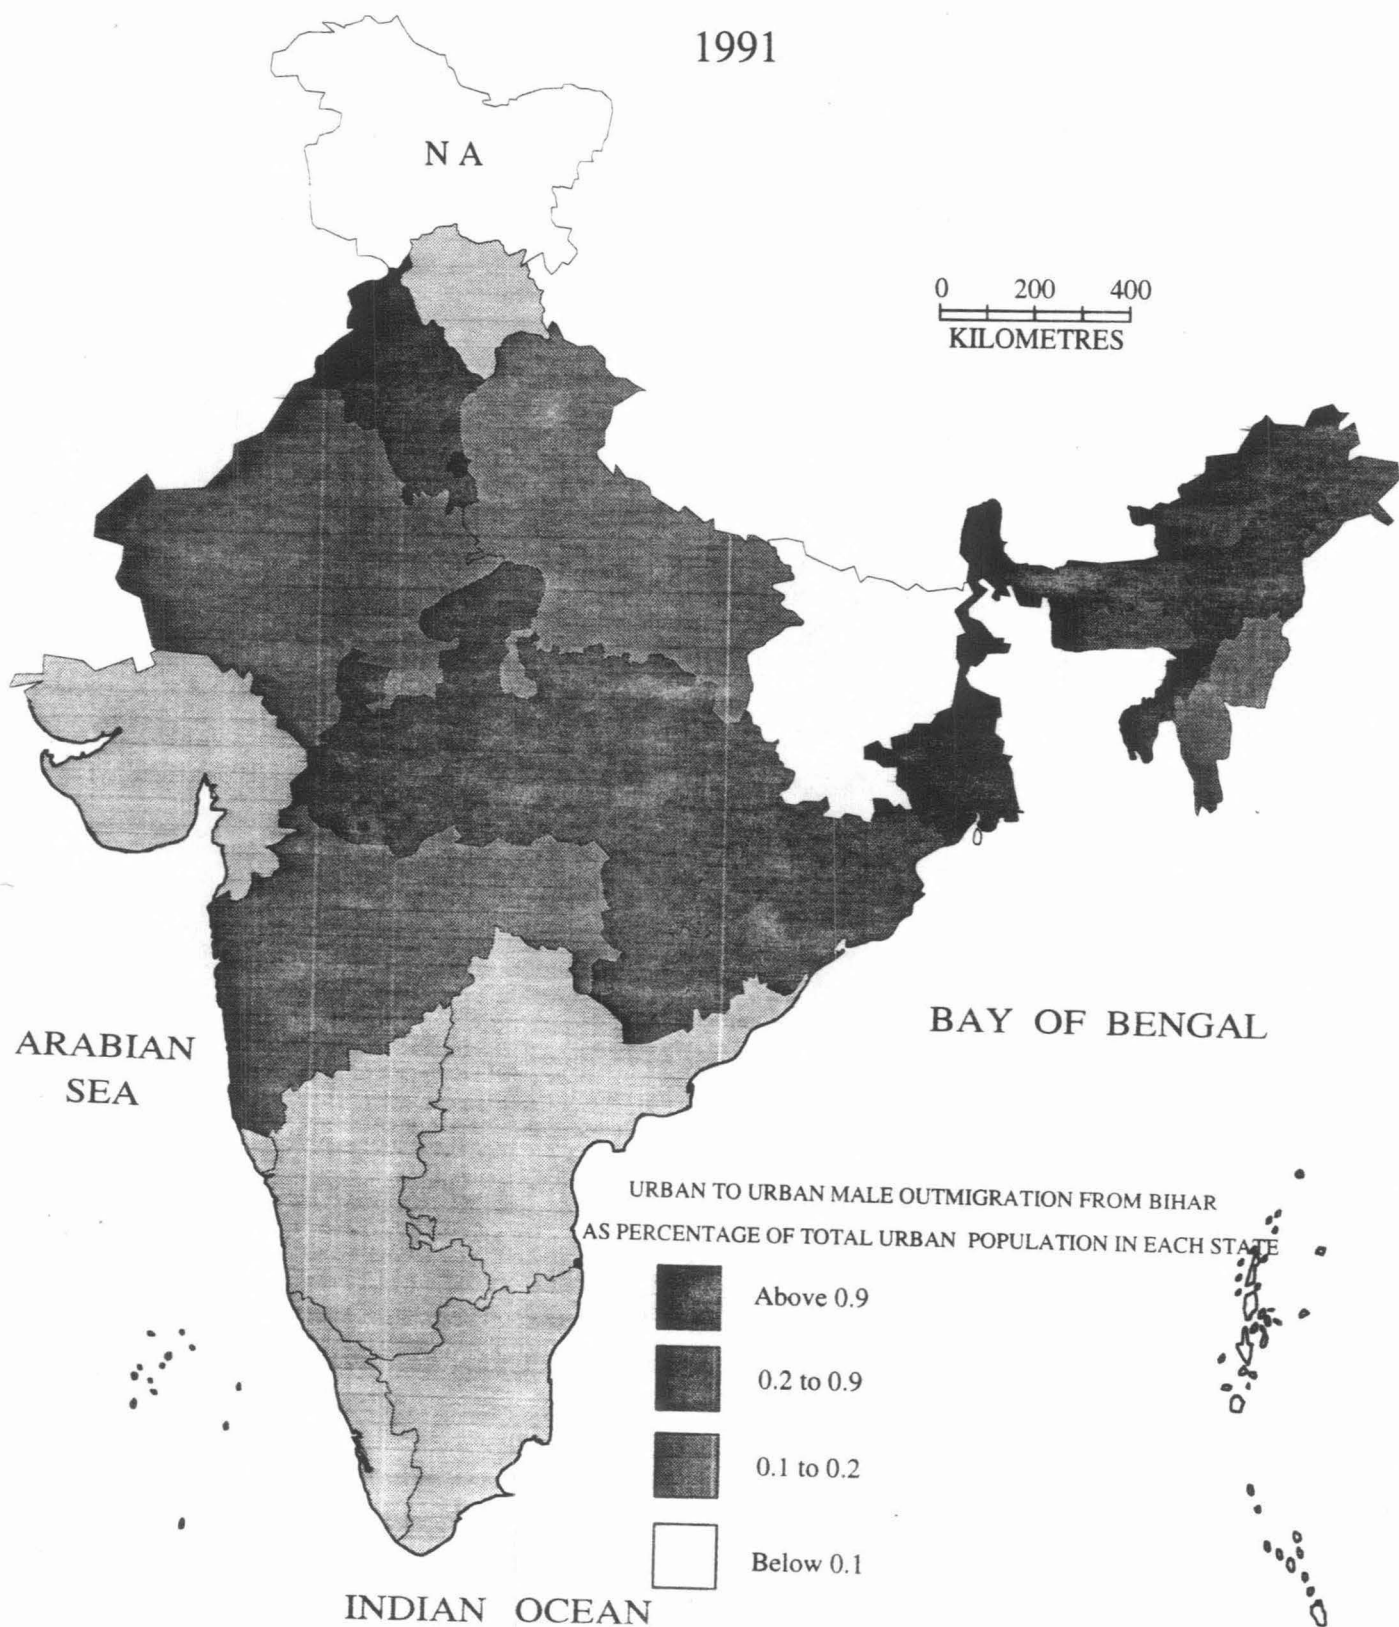 1991
N A
0 200 400
KILOMETRES
ARABIAN
SEA
BAY OF BENGAL
URBAN TO URBAN MALE OUTMIGRATION FROM BIHAR
AS PERCENTAGE OF TOTAL URBAN POPULATION IN EACH STATE
Above 0.9
0.2 to 0.9
0.1 to 0.2
Below 0.1
INDIAN OCEAN